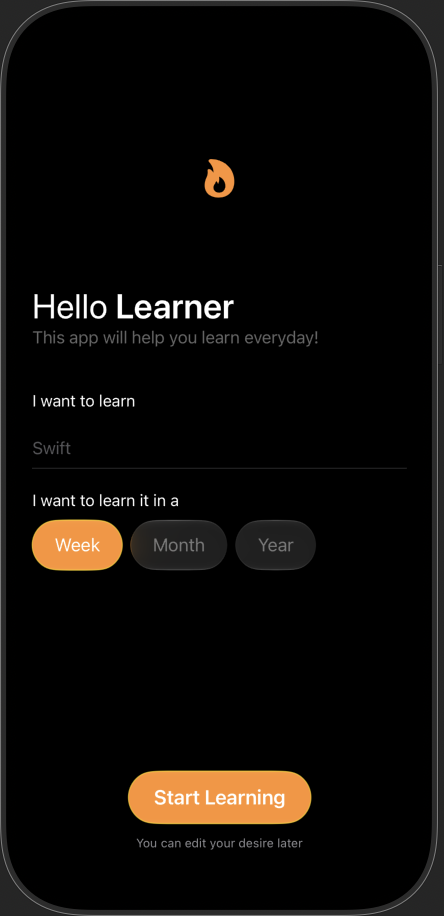 Hello Learner
This app will help you learn everyday!
I want to learn
Swift
I want to learn it in a
Week Month Year
Start Learning
You can edit your desire later